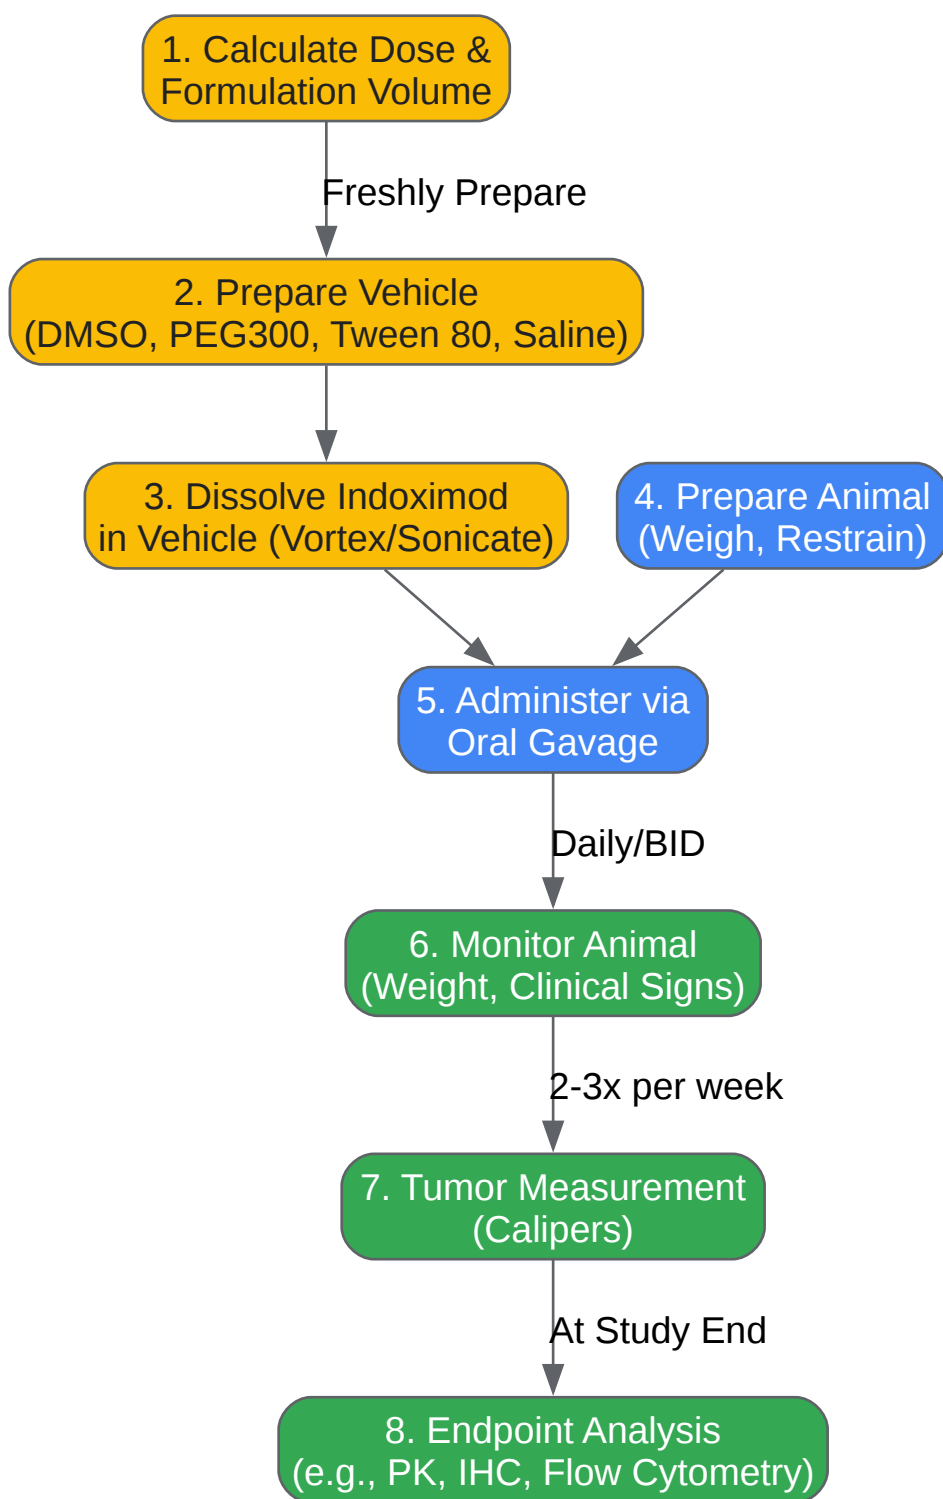 1. Calculate Dose &
Formulation Volume
Freshly Prepare
2. Prepare Vehicle
(DMSO, PEG300, Tween 80, Saline)
3. Dissolve Indoximod
in Vehicle (Vortex/Sonicate)
4. Prepare Animal
(Weigh, Restrain)
5. Administer via
Oral Gavage
Daily/BID
6. Monitor Animal
(Weight, Clinical Signs)
2-3x per week
7. Tumor Measurement
(Calipers)
At Study End
8. Endpoint Analysis
(e.g., PK, IHC, Flow Cytometry)